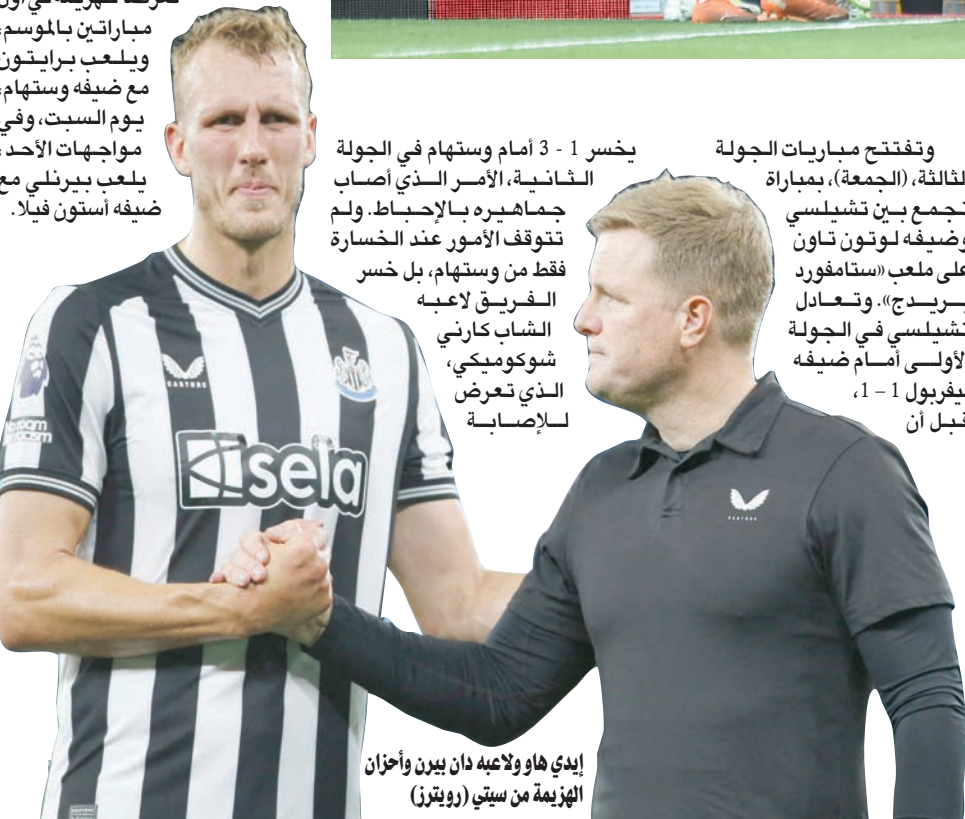 وتفتتح مباريات الجولة
لثالثة، (الجمعة)، بمباراة
تجمع بين تشيلسي
وضيفه لوتون تاون
على ملعب «ستامفورد
بريدج». وتعادل
تشيلسي في الجولة
لأولى أمام ضيفه
ليفربول 1 – 1،
قبل أن
يخسر 1 - 3 أمام وستهام في الجولة
الثانية، الأمر الذي أصاب
جماهيره بالإحباط. ولم
تتوقف الأمور عند الخسارة
فقط من وستهام، بل خسر
الفريق لاعبه
الشاب كارني
شوكوميكي،
الذي تعرض
للإصابة
مباراتين بالموسم،
ويلعب برايتون
مع ضيفه وستهام،
يوم السبت، وفي
مواجهات الأحد،
يلعب بيرنلي مع
ضيفه أستون فيلا.
CASTORE
sela
CASTORE
إيدي هاو ولاعبه دان بيرن وأحزان
الهزيمة من سيتي (رويترز)